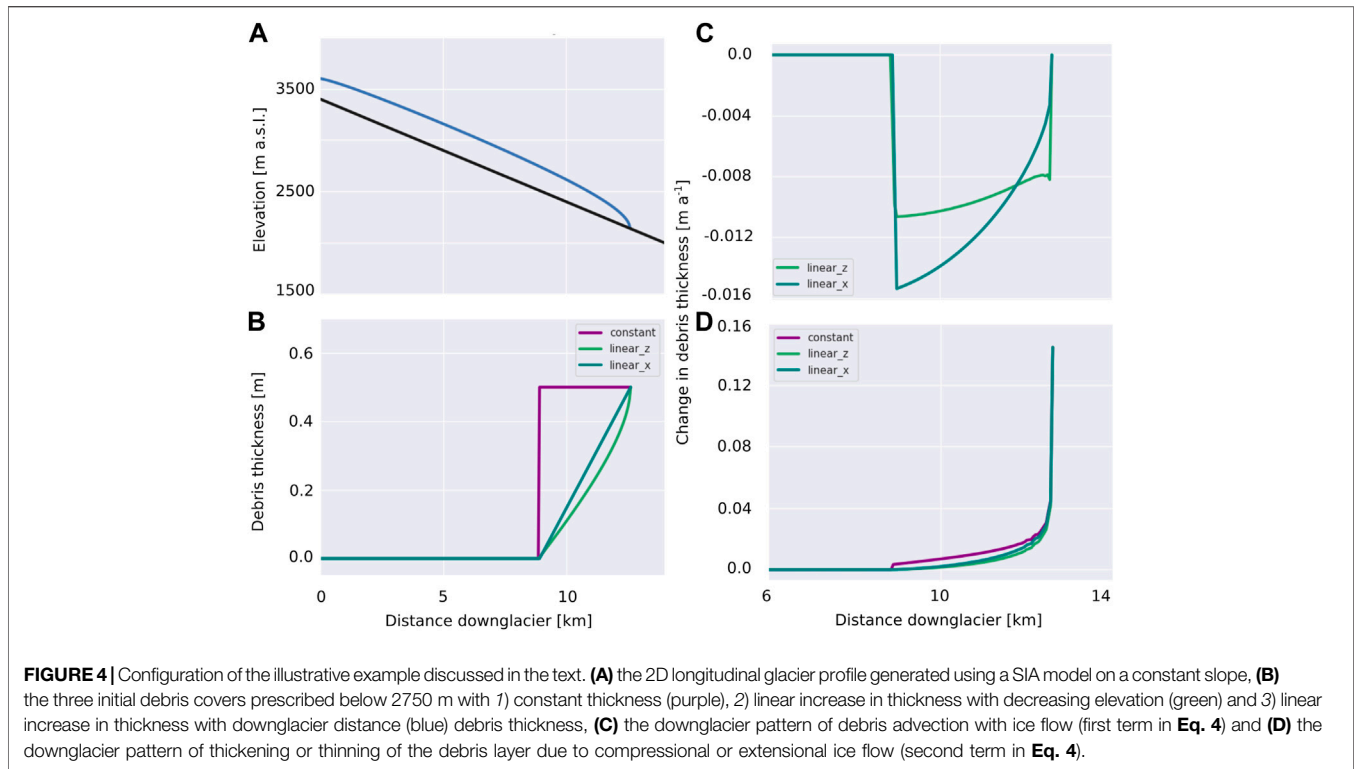 A
Elevation [m a.s.l.]
3500
2500
1500
B
Debris thickness [m]
0.6
0.4
0.2
0.0
constant
linear_z
linear_x
0
10
Distance downglacier [km]
C
Change in debris thickness [m a⁻¹]
0.0
-0.004
-0.008
-0.012
-0.016
linear_z
linear_x
D
0.16
0.12
0.08
0.04
0.0
constant
linear_z
linear_x
6
10
14
Distance downglacier [km]
FIGURE 4 | Configuration of the illustrative example discussed in the text. (A) the 2D longitudinal glacier profile generated using a SIA model on a constant slope, (B)
the three initial debris covers prescribed below 2750 m with 1) constant thickness (purple), 2) linear increase in thickness with decreasing elevation (green) and 3) linear
increase in thickness with downglacier distance (blue) debris thickness, (C) the downglacier pattern of debris advection with ice flow (first term in Eq. 4) and (D) the
downglacier pattern of thickening or thinning of the debris layer due to compressional or extensional ice flow (second term in Eq. 4).